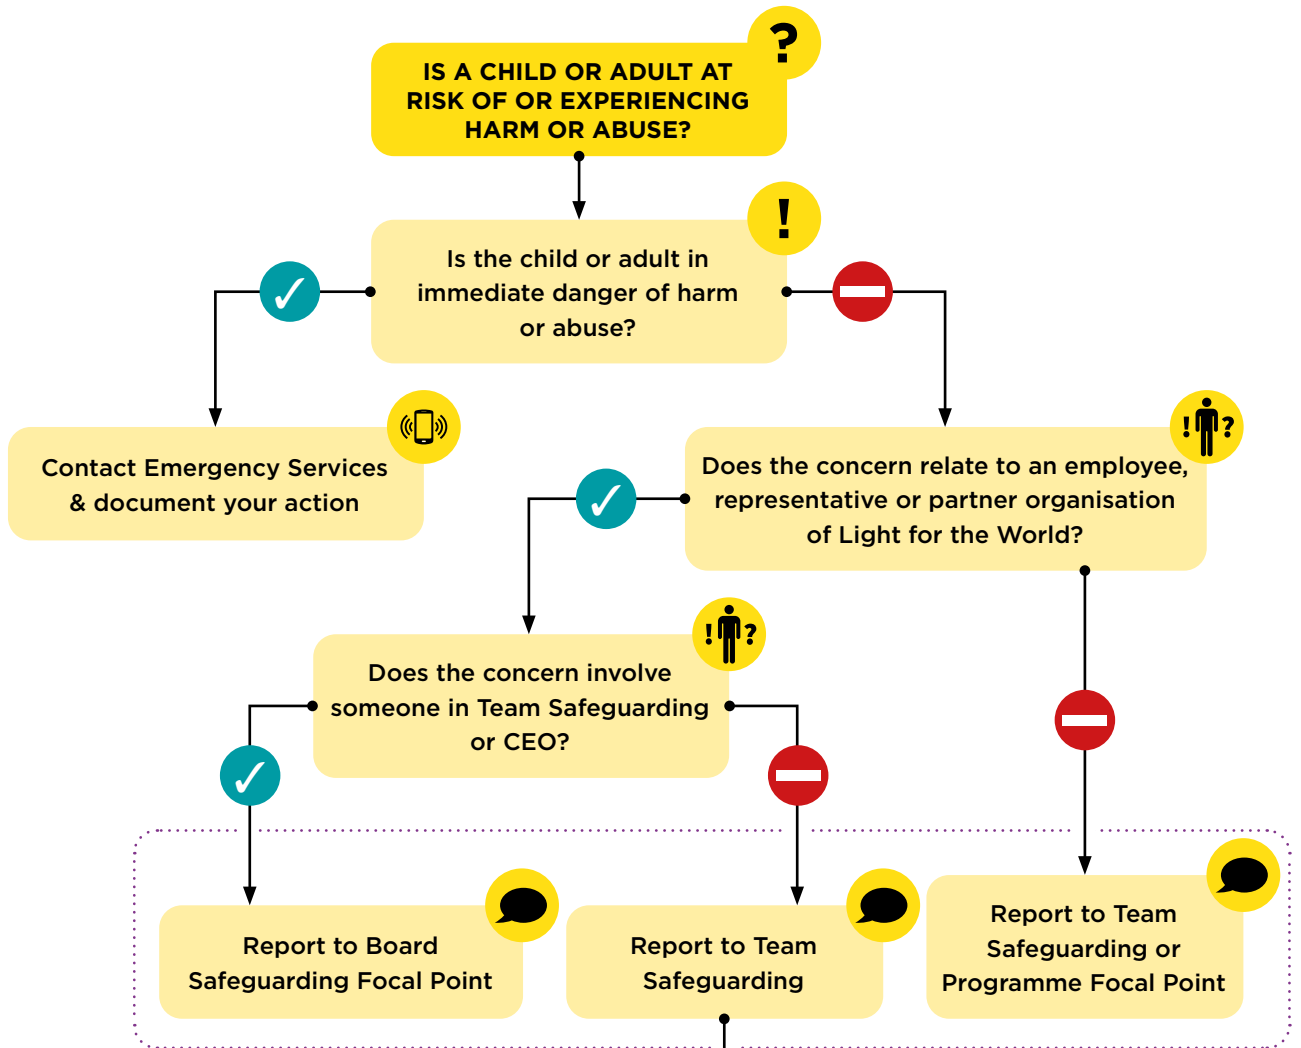 ?
IS A CHILD OR ADULT AT
RISK OF OR EXPERIENCING
HARM OR ABUSE?
!
Is the child or adult in
immediate danger of harm
or abuse?
Contact Emergency Services
& document your action
! ?
Does the concern relate to an employee,
representative or partner organisation
of Light for the World?
! ?
Does the concern involve
someone in Team Safeguarding
or CEO?
Report to Board
Safeguarding Focal Point
Report to Team
Safeguarding
Report to Team
Safeguarding or
Programme Focal Point